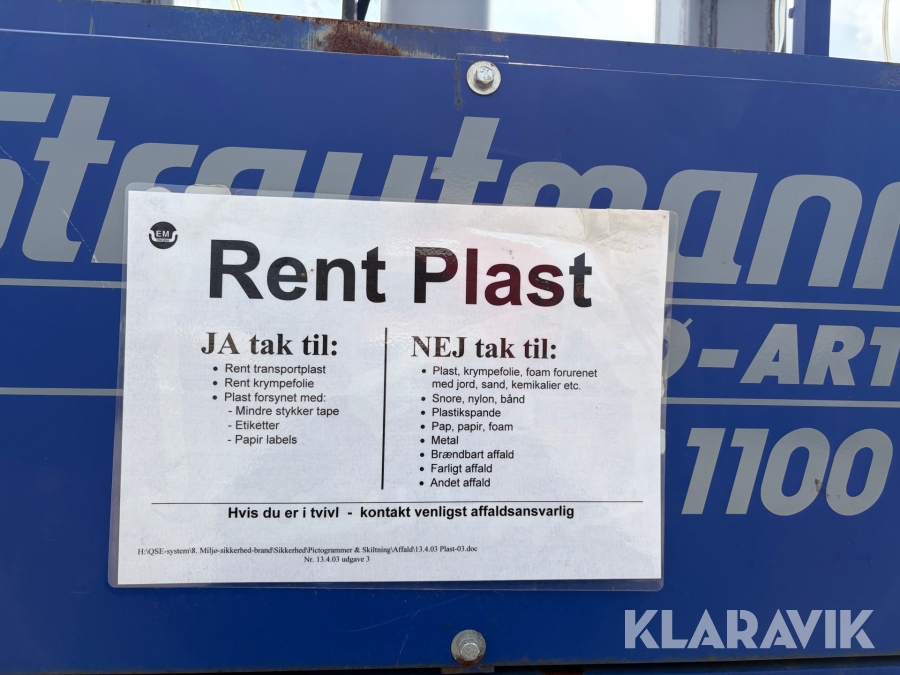 Strautmann
EM
Rent Plast
Ø-ART
1100
JA tak til:
• Rent transportplast
• Rent krympefolie
• Plast forsynet med:
- Mindre stykker tape
- Etiketter
- Papir labels
NEJ tak til:
• Plast, krympefolie, foam forurenet
med jord, sand, kemikalier etc.
• Snore, nylon, bånd
• Plastikspande
• Pap, papir, foam
• Metal
• Brændbart affald
• Farligt affald
• Andet affald
Hvis du er i tvivl - kontakt venligst affaldsansvarlig
H:\QSE-system\8. Miljø-sikkerhed-brand\Sikkerhed\Pictogrammer & Skiltning\Affald\13.4.03 Plast-03.doc
Nr. 13.4.03 udgave 3
KLARAVIK